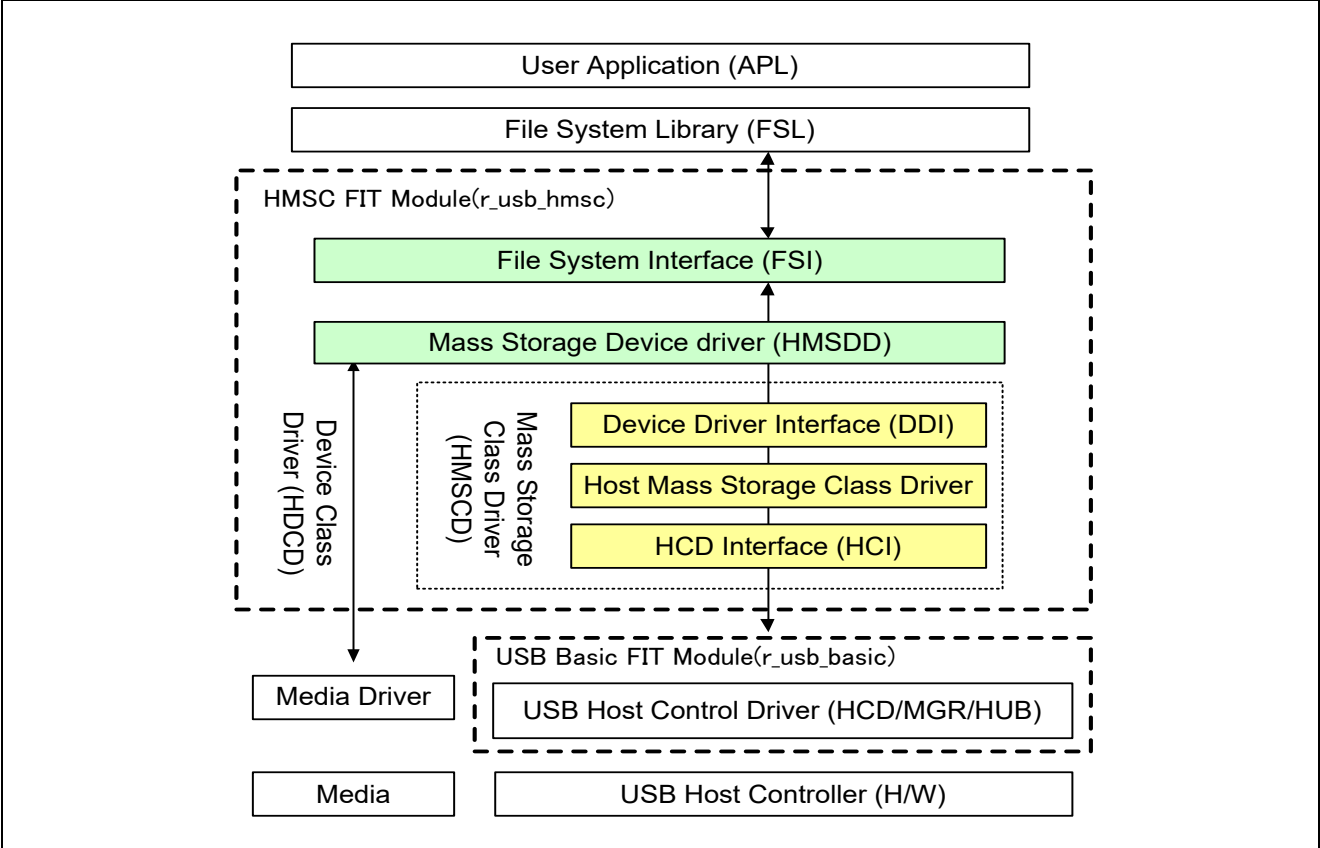 User Application (APL)
File System Library (FSL)
HMSC FIT Module(r_usb_hmsc)
File System Interface (FSI)
Mass Storage Device driver (HMSDD)
Device Class
Driver (HDCD)
Mass Storage
Class Driver
(HMSCD)
Device Driver Interface (DDI)
Host Mass Storage Class Driver
HCD Interface (HCI)
USB Basic FIT Module(r_usb_basic)
Media Driver
USB Host Control Driver (HCD/MGR/HUB)
Media
USB Host Controller (H/W)